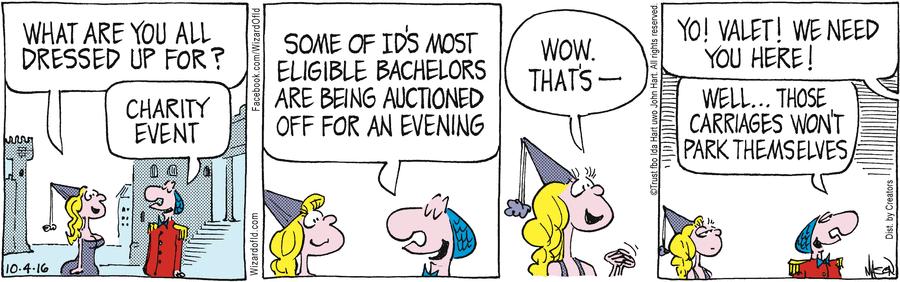 WHAT ARE YOU ALL
DRESSED UP FOR?
CHARITY
EVENT
10.4.16
Facebook.com/WizardOfId
WizardofId.com
SOME OF ID'S MOST
ELIGIBLE BACHELORS
ARE BEING AUCTIONED
OFF FOR AN EVENING
WOW.
THAT'S —
©Trust fbo Ida Hart uwo John Hart. All rights reserved.
YO! VALET! WE NEED
YOU HERE!
WELL... THOSE
CARRIAGES WON'T
PARK THEMSELVES
Dist. by Creators
MASON